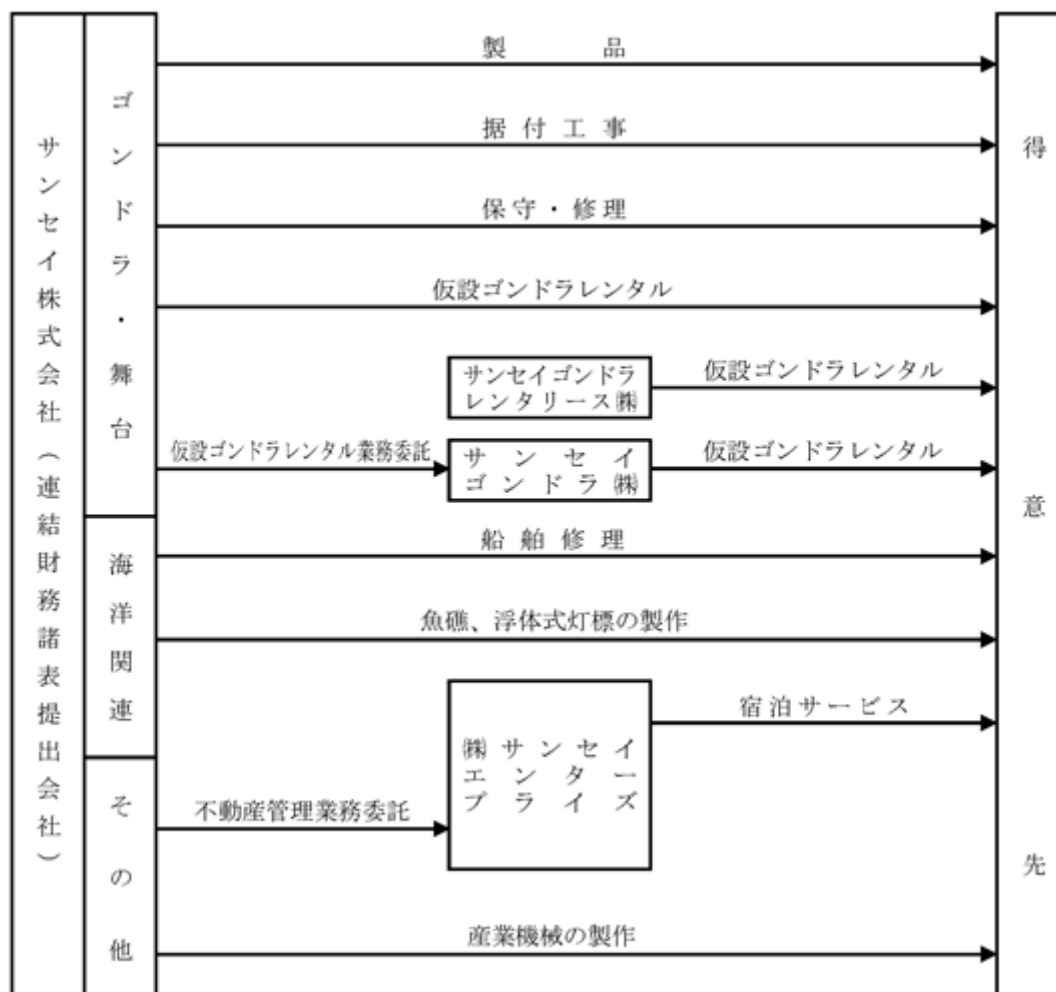 サンセイ株式会社（連結財務諸表提出会社）
ゴンドラ・舞台
製品
据付工事
保守・修理
仮設ゴンドラレンタル
サンセイゴンドラ
レンタリース㈱
仮設ゴンドラレンタル
仮設ゴンドラレンタル業務委託
サンセイ
ゴンドラ㈱
仮設ゴンドラレンタル
海洋関連
船舶修理
魚礁、浮体式灯標の製作
その他
㈱サンセイ
エンター
プライズ
宿泊サービス
不動産管理業務委託
産業機械の製作
得意先